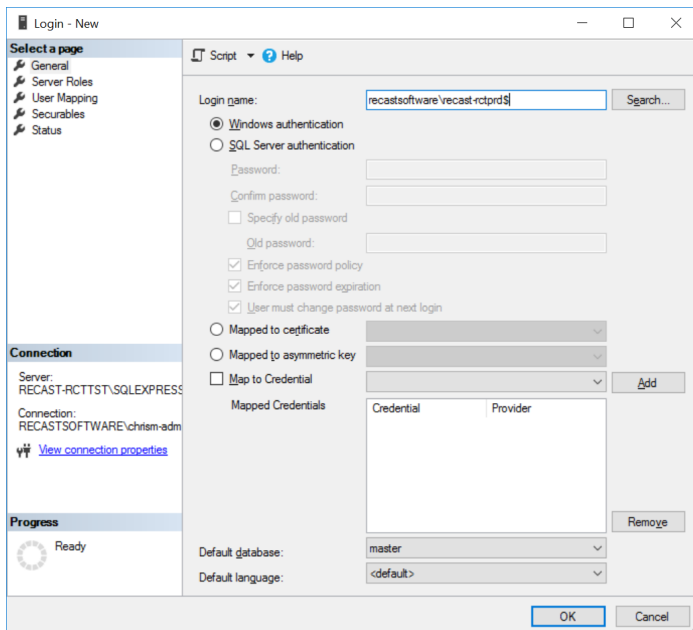 Login - New
Select a page
General
Server Roles
User Mapping
Securables
Status
Script
Help
Login name:
recastsoftware\recast-rctprd$
Search...
Windows authentication
SQL Server authentication
Password:
Confirm password:
Specify old password
Old password:
Enforce password policy
Enforce password expiration
User must change password at next login
Mapped to certificate
Mapped to asymmetric key
Map to Credential
Add
Mapped Credentials
Credential Provider
Remove
Default database:
master
Default language:
<default>
Connection
Server:
RECAST-RCTTST\SQLEXPRESS
Connection:
RECASTSOFTWARE\chrism-adm
View connection properties
Progress
Ready
OK
Cancel